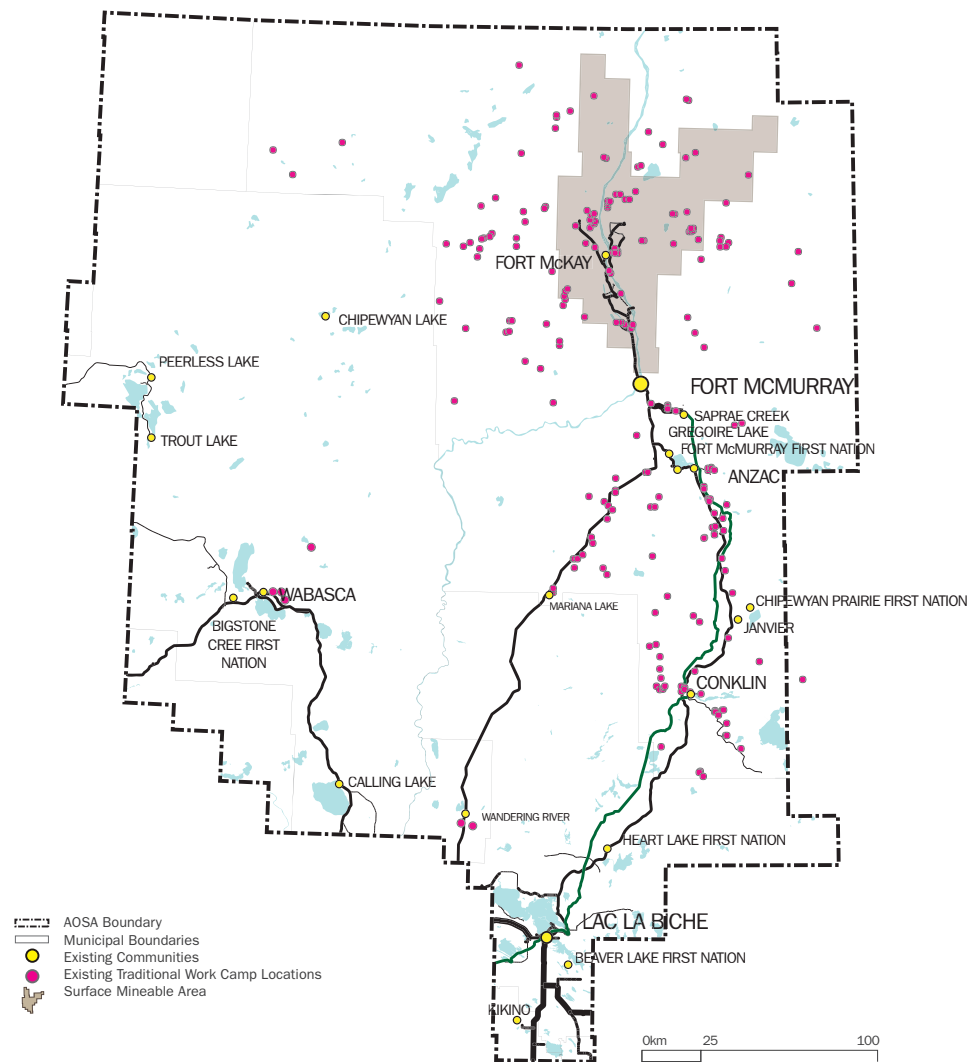 FORT McKAY
CHIPEWYAN LAKE
PEERLESS LAKE
FORT MCMURRAY
SAPRAE CREEK
GREGOIRE LAKE
TROUT LAKE
FORT McMURRAY FIRST NATION
ANZAC
WABASCA
MARIANA LAKE
CHIPEWYAN PRAIRIE FIRST NATION
BIGSTONE
CREE FIRST
NATION
JANVIER
CONKLIN
CALLING LAKE
WANDERING RIVER
HEART LAKE FIRST NATION
LAC LA BICHE
BEAVER LAKE FIRST NATION
KIKINO
AOSA Boundary
Municipal Boundaries
Existing Communities
Existing Traditional Work Camp Locations
Surface Mineable Area
0km 25 100